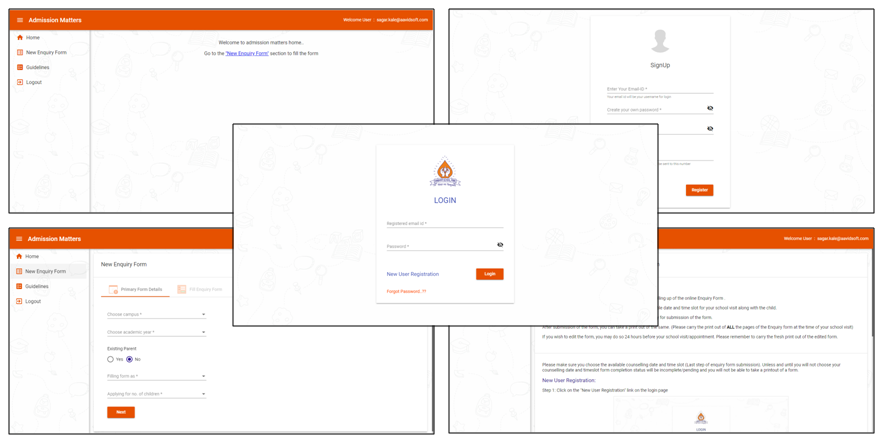 Admission Matters
Welcome User | sagar.kale@aanidsoft.com
Home
New Enquiry Form
Guidelines
Logout
Welcome to admission matters home..
Go to the "New Enquiry Form" section to fill the form
SignUp
Enter Your Email-ID *
Your email Id will be your username for login
Create your own password *
sent to this number
Register
LOGIN
Registered email id *
Password *
New User Registration
Login
Forgot Password..??
Admission Matters
Home
New Enquiry Form
Guidelines
Logout
New Enquiry Form
Primary Form Details
Fill Enquiry Form
Choose campus *
Choose academic year *
Existing Parent
Yes
No
Filling form as *
Applying for no. of children *
Next
Welcome User | sagar.kale@aanidsoft.com
ling up of the online Enquiry Form.
date and time slot for your school visit along with the child.
for submission of the form.
After submission of the form, you can take a print out of the same. (Please carry the print out of ALL the pages of the Enquiry form at the time of your school visit)
If you wish to edit the form, you may do so 24 hours before your school visit/appointment. Please remember to carry the fresh print out of the edited form.
Please make sure you choose the available counselling date and time slot (Last step of enquiry form submission). Unless and until you will not choose your
counselling date and timeslot form completion status will be incomplete/pending and you will not be able to take a printout of a form.
New User Registration:
Step 1: Click on the "New User Registration" link on the login page
LOGIN